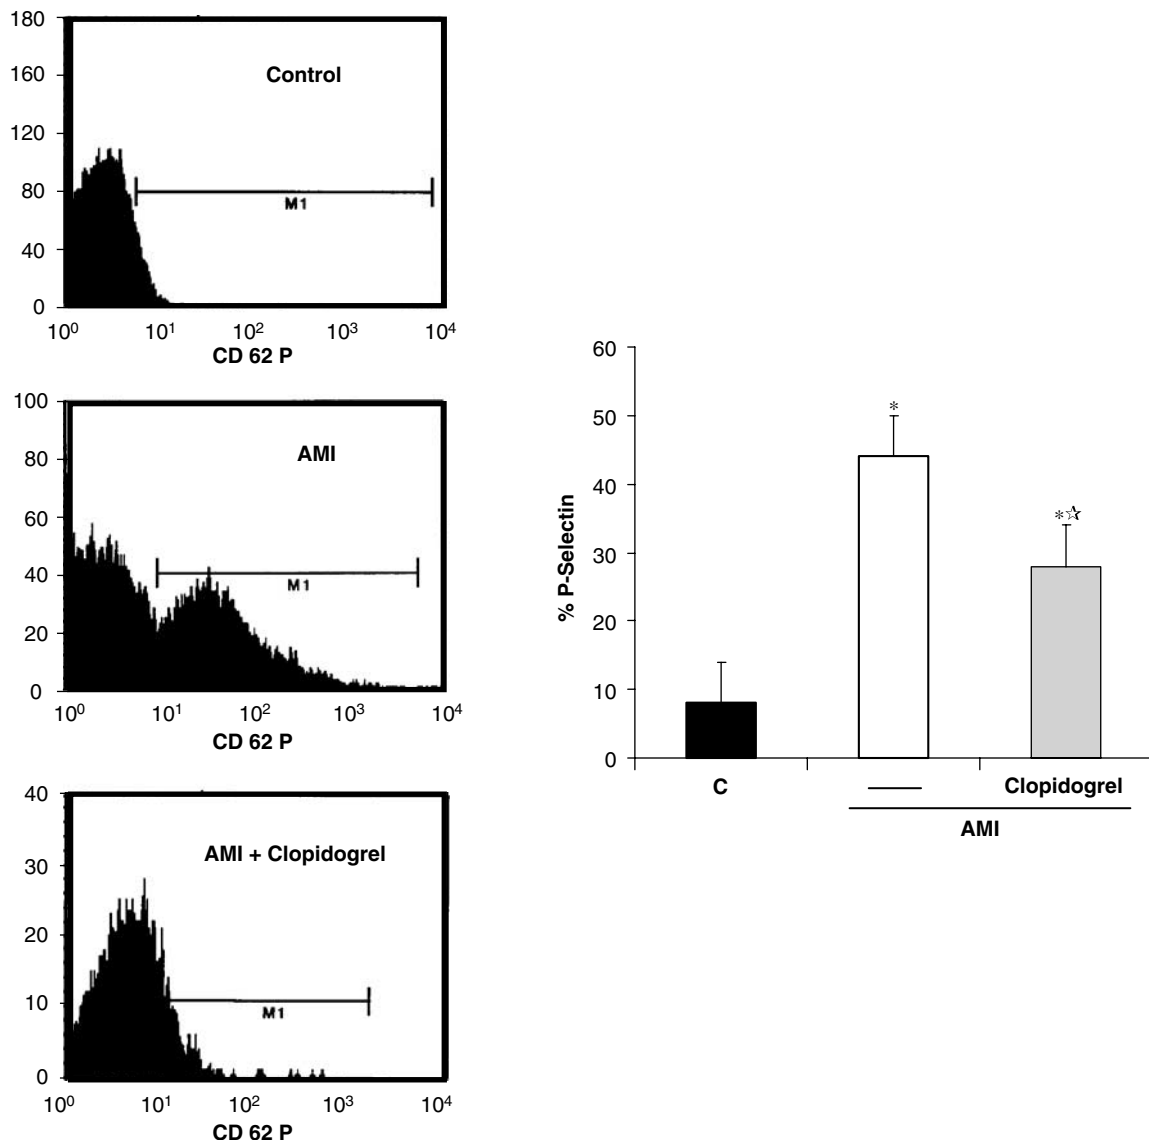 180
160
120
80
40
0
Control
M1
10⁰ 10¹ 10² 10³ 10⁴
CD 62 P
100
80
60
40
20
0
AMI
M1
10⁰ 10¹ 10² 10³ 10⁴
CD 62 P
40
30
20
10
0
AMI + Clopidogrel
M1
10⁰ 10¹ 10² 10³ 10⁴
CD 62 P
% P-Selectin
60
50
40
30
20
10
0
*
*☆
C — Clopidogrel
AMI